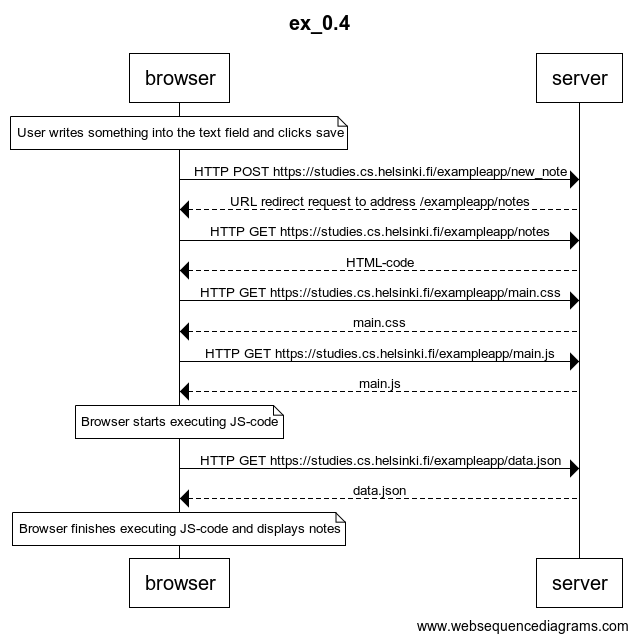 ex_0.4
browser server
User writes something into the text field and clicks save
HTTP POST https://studies.cs.helsinki.fi/exampleapp/new_note
URL redirect request to address /exampleapp/notes
HTTP GET https://studies.cs.helsinki.fi/exampleapp/notes
HTML-code
HTTP GET https://studies.cs.helsinki.fi/exampleapp/main.css
main.css
HTTP GET https://studies.cs.helsinki.fi/exampleapp/main.js
main.js
Browser starts executing JS-code
HTTP GET https://studies.cs.helsinki.fi/exampleapp/data.json
data.json
Browser finishes executing JS-code and displays notes
browser server
www.websequencediagrams.com